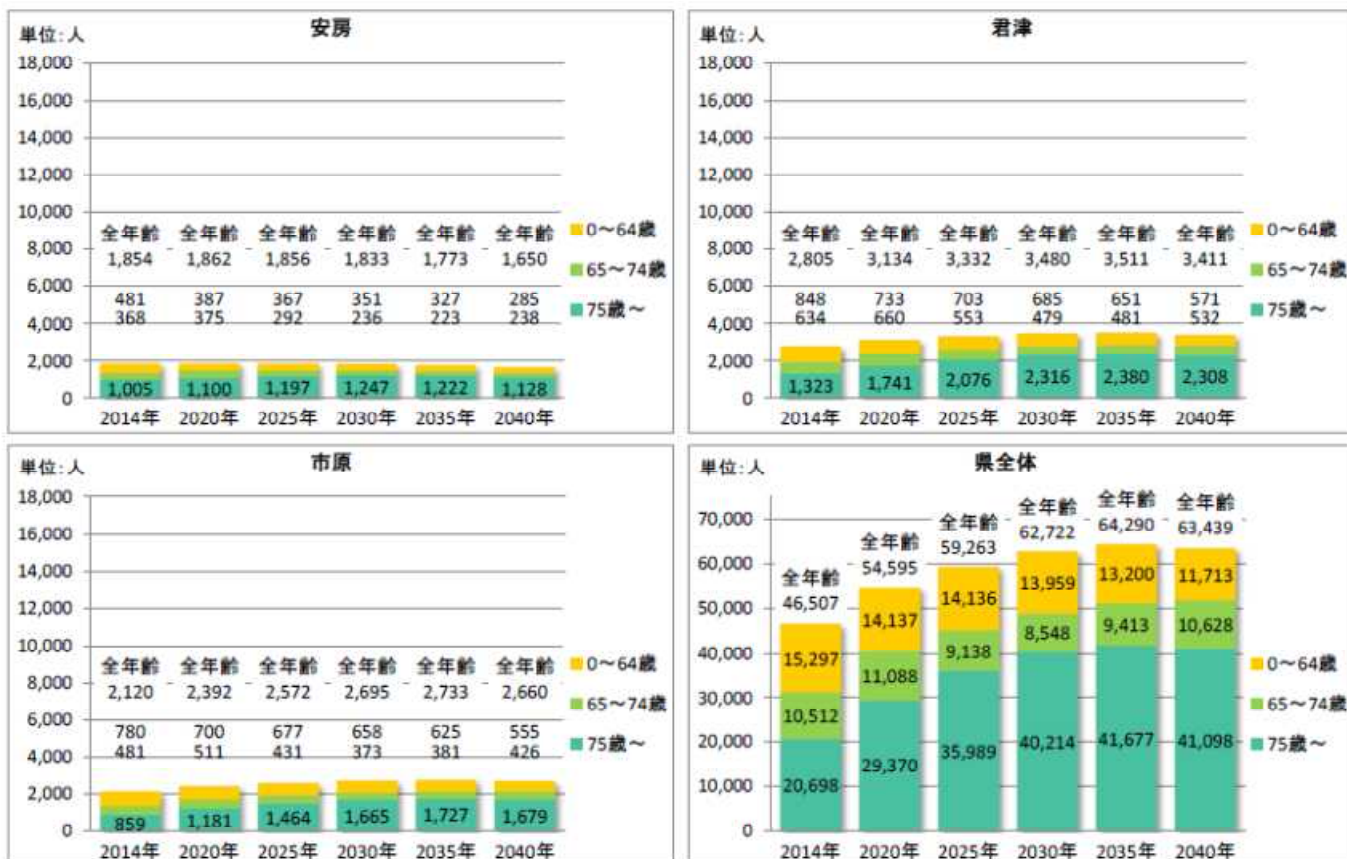 安房
単位：人
18,000
16,000
14,000
12,000
10,000
8,000
6,000
4,000
2,000
0
全年齢 全年齢 全年齢 全年齢 全年齢 全年齢
1,854 1,862 1,856 1,833 1,773 1,650
481 387 367 351 327 285
368 375 292 236 223 238
1,005 1,100 1,197 1,247 1,222 1,128
2014年 2020年 2025年 2030年 2035年 2040年
0～64歳
65～74歳
75歳～
君津
単位：人
18,000
16,000
14,000
12,000
10,000
8,000
6,000
4,000
2,000
0
全年齢 全年齢 全年齢 全年齢 全年齢 全年齢
2,805 3,134 3,332 3,480 3,511 3,411
848 733 703 685 651 571
634 660 553 479 481 532
1,323 1,741 2,076 2,316 2,380 2,308
2014年 2020年 2025年 2030年 2035年 2040年
0～64歳
65～74歳
75歳～
市原
単位：人
18,000
16,000
14,000
12,000
10,000
8,000
6,000
4,000
2,000
0
全年齢 全年齢 全年齢 全年齢 全年齢 全年齢
2,120 2,392 2,572 2,695 2,733 2,660
780 700 677 658 625 555
481 511 431 373 381 426
859 1,181 1,464 1,665 1,727 1,679
2014年 2020年 2025年 2030年 2035年 2040年
0～64歳
65～74歳
75歳～
県全体
単位：人
70,000
60,000
50,000
40,000
30,000
20,000
10,000
0
全年齢 全年齢 全年齢 全年齢 全年齢 全年齢
46,507 54,595 59,263 62,722 64,290 63,439
15,297 14,137 14,136 13,959 13,200 11,713
10,512 11,088 9,138 8,548 9,413 10,628
20,698 29,370 35,989 40,214 41,677 41,098
2014年 2020年 2025年 2030年 2035年 2040年
0～64歳
65～74歳
75歳～